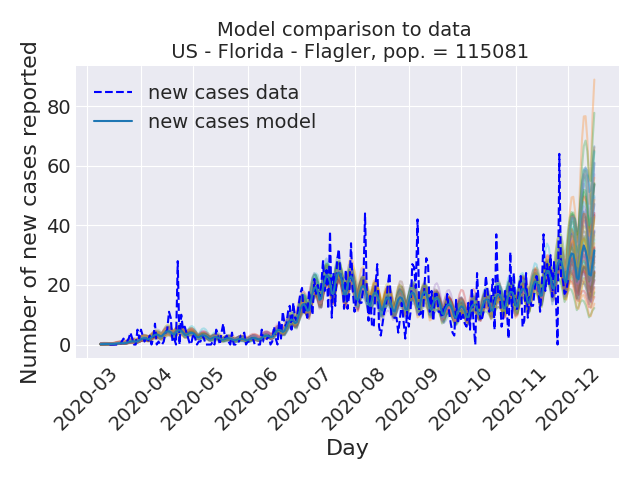 Model comparison to data
US - Florida - Flagler, pop. = 115081
Number of new cases reported
80
60
40
20
0
new cases data
new cases model
2020-03
2020-04
2020-05
2020-06
2020-07
2020-08
2020-09
2020-10
2020-11
2020-12
Day